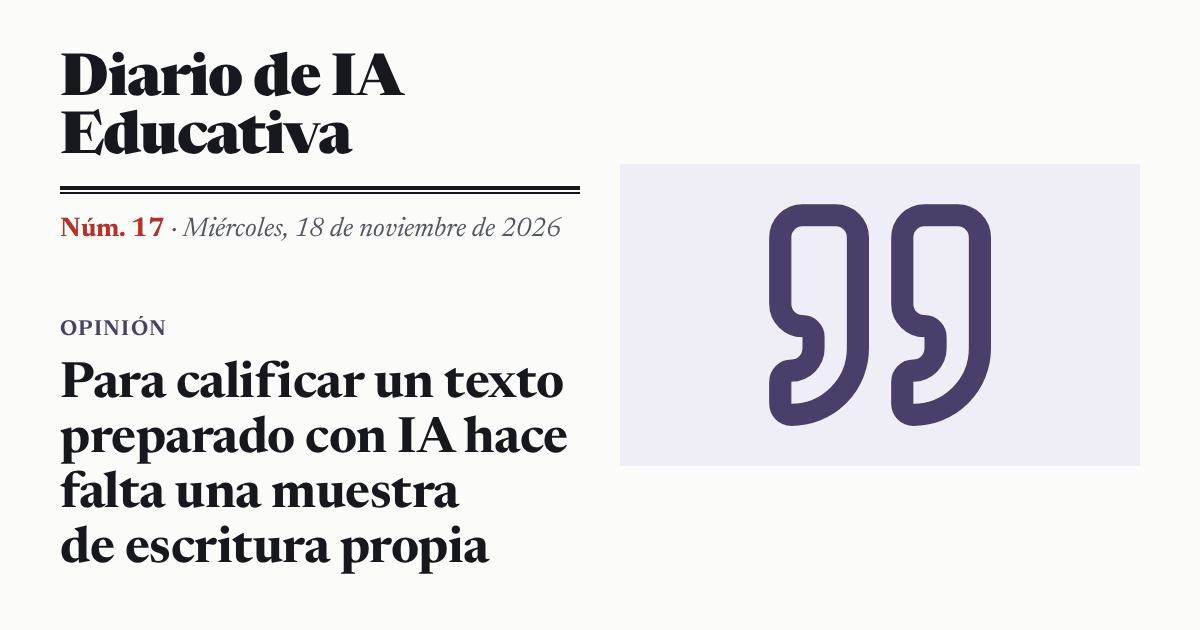 Diario de IA
Educativa
Núm. 17 · Miércoles, 18 de noviembre de 2026
OPINIÓN
Para calificar un texto
preparado con IA hace
falta una muestra
de escritura propia